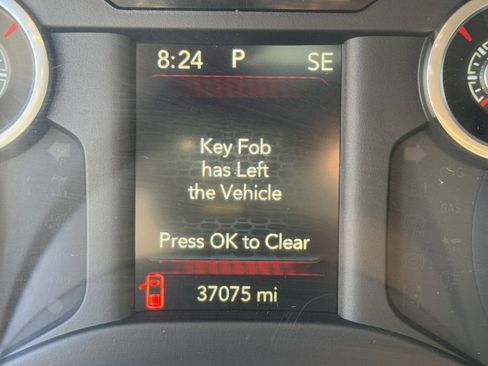 8:24 P SE
Key Fob
has Left
the Vehicle
Press OK to Clear
37075 mi